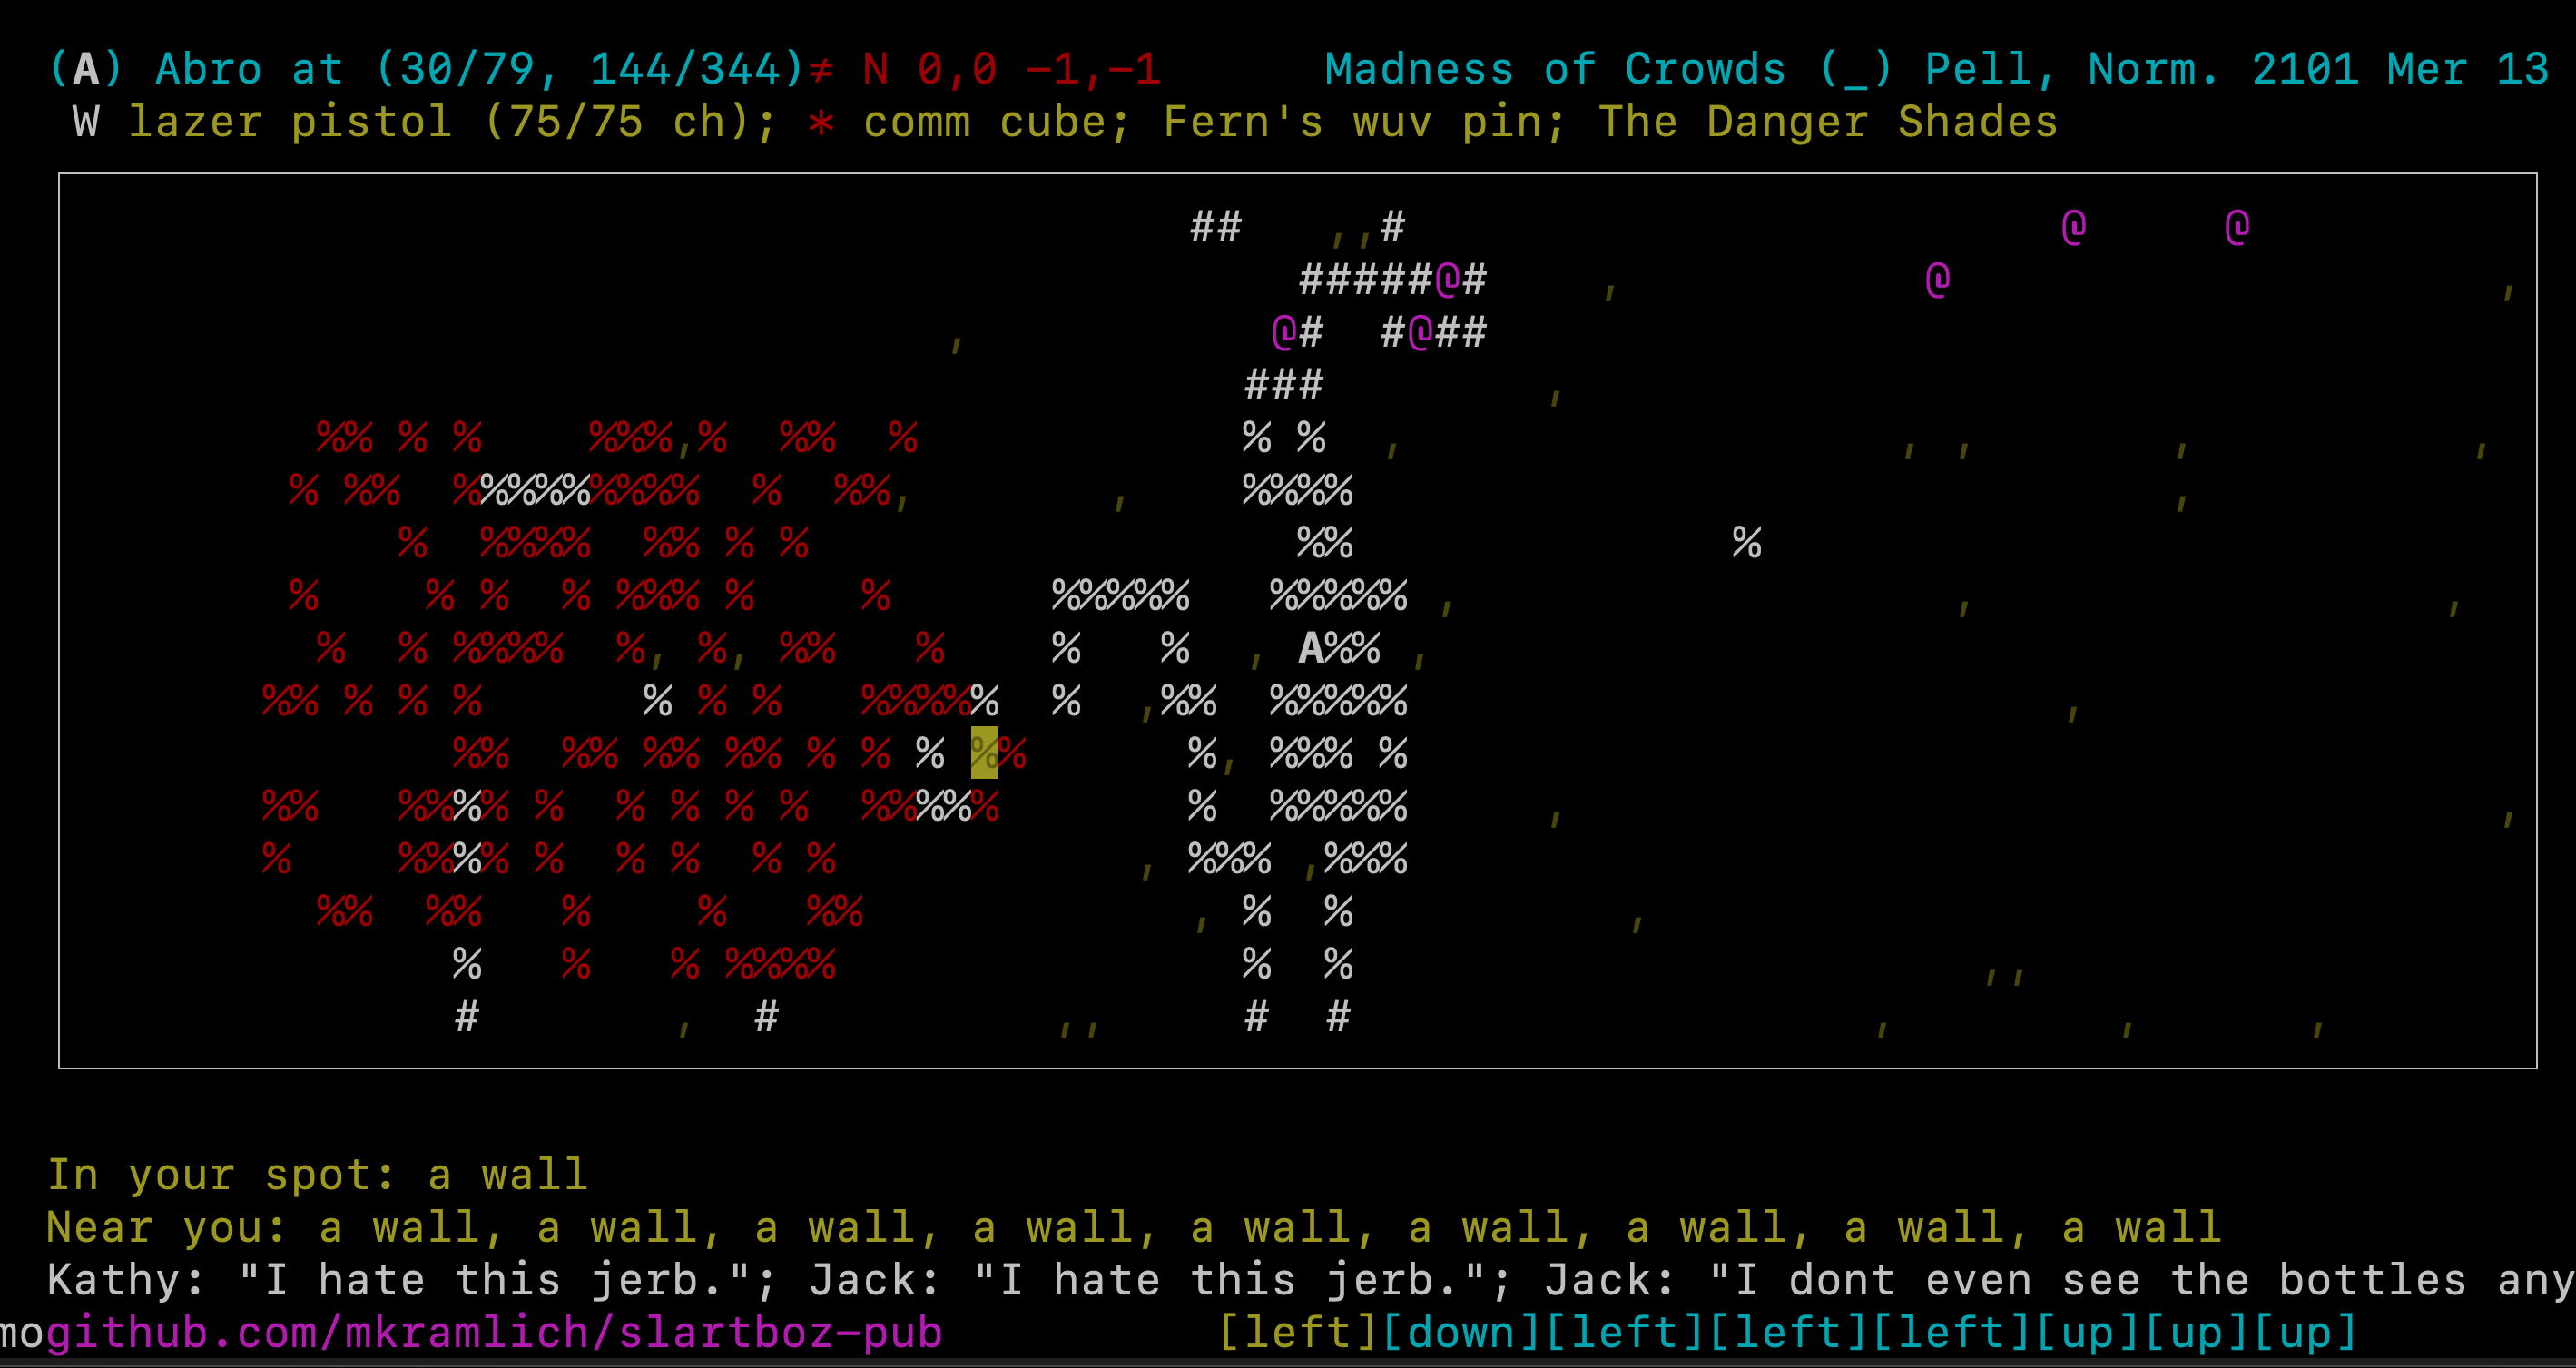 (A) Abro at (30/79, 144/344)≠ N 0,0 -1,-1      Madness of Crowds (_) Pell, Norm. 2101 Mer 13
W lazer pistol (75/75 ch); * comm cube; Fern's wuv pin; The Danger Shades
##   ,,#                        @     @
#####@#    ,           @                    ,
,           @#  #@##
###        ,
%% % %    %%%,%  %%  %            % %  ,                  , ,       ,          ,
% %%  %%%%%%%%%  %  %%,       ,    %%%%                              ,
%  %%%%  %% % %                  %%              %
%    % %  % %%% %    %      %%%%%   %%%%% ,                  ,                 ,
%  % %%%%  %, %,  %%   %    %   %  , A%% ,
%% % % %      % % %   %%%%%  %  ,%%  %%%%%                        ,
%%  %% %% %% % % % %%      %,  %%% %
%%   %%%% %  % % % %  %%%%%       %  %%%%%     ,                                  ,
%    %%%% %  % %  % %           , %%% ,%%%
%%  %%   %    %   %%            , %  %          ,
%   %   % %%%%               %  %                        ,,
#       ,  #          ,,     #  #                   ,        ,      ,
In your spot: a wall
Near you: a wall, a wall, a wall, a wall, a wall, a wall, a wall, a wall, a wall
Kathy: "I hate this jerb."; Jack: "I hate this jerb."; Jack: "I dont even see the bottles any
mogithub.com/mkramlich/slartboz-pub          [left][down][left][left][left][up][up][up]